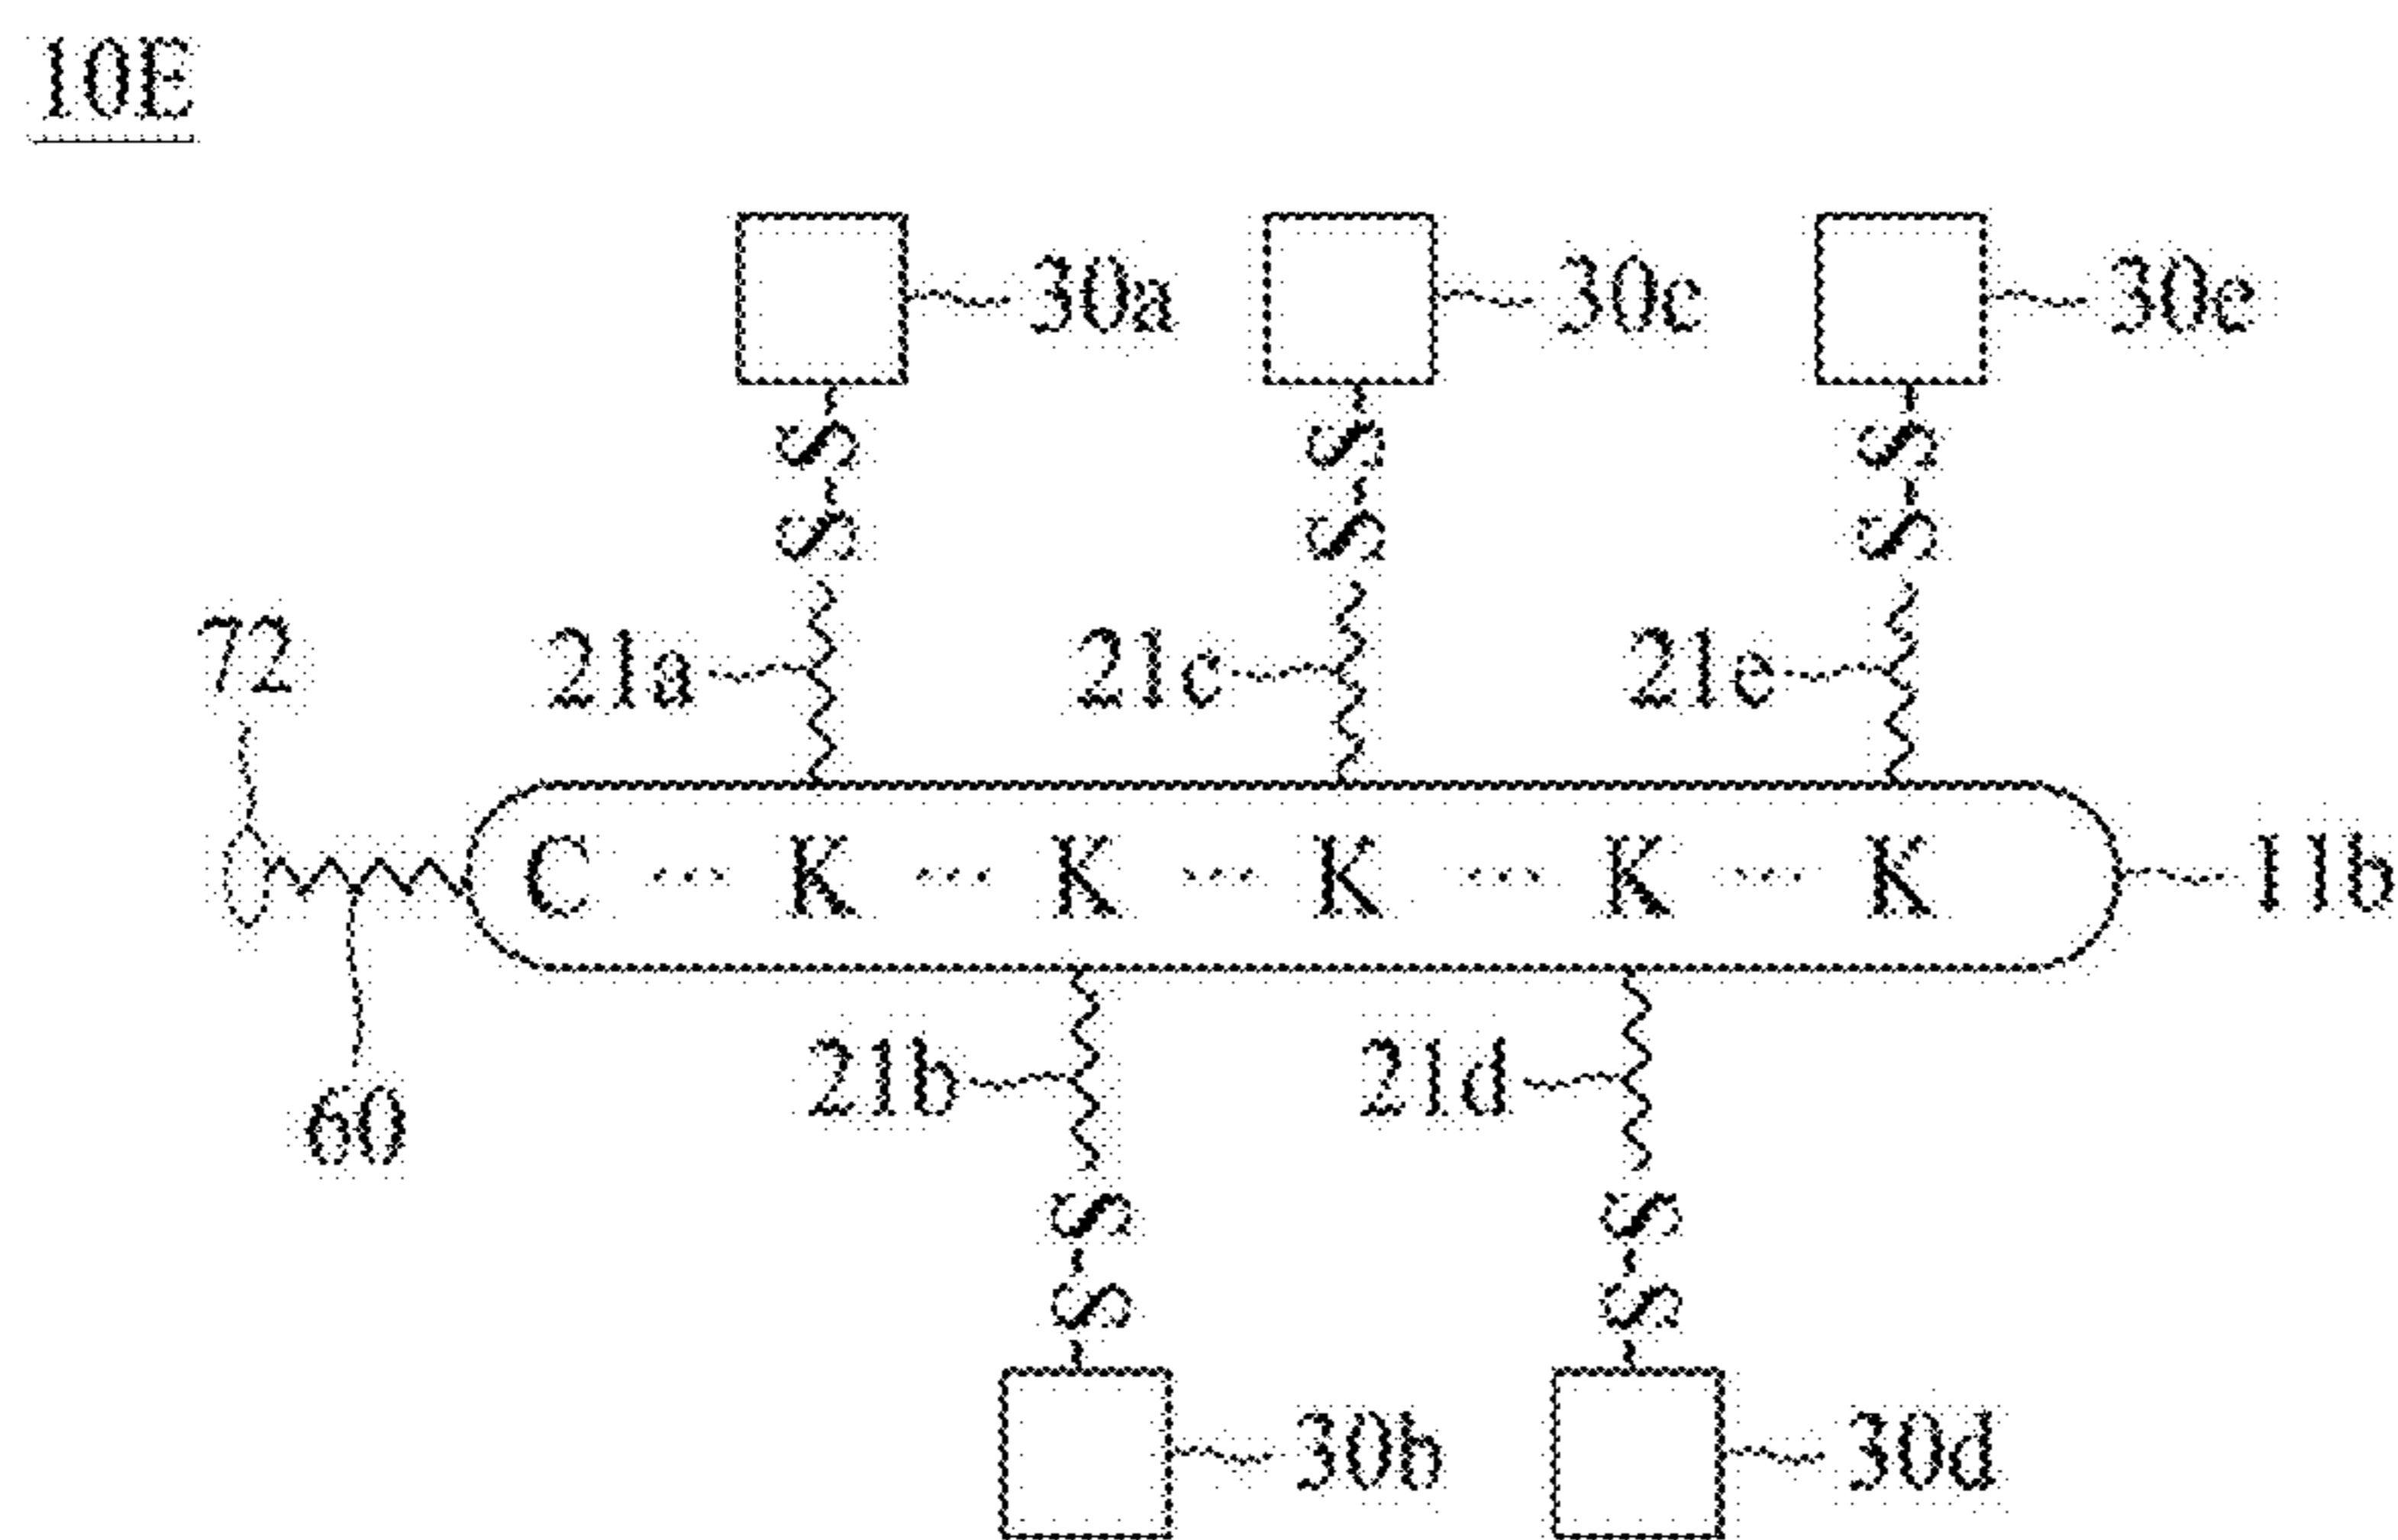 10E
30a 30c 30e
S S S
S S S
72 21a 21c 21e
C ... K ... K ... K ... K ... K 11b
21b 21d
60
S S
S S
30b 30d